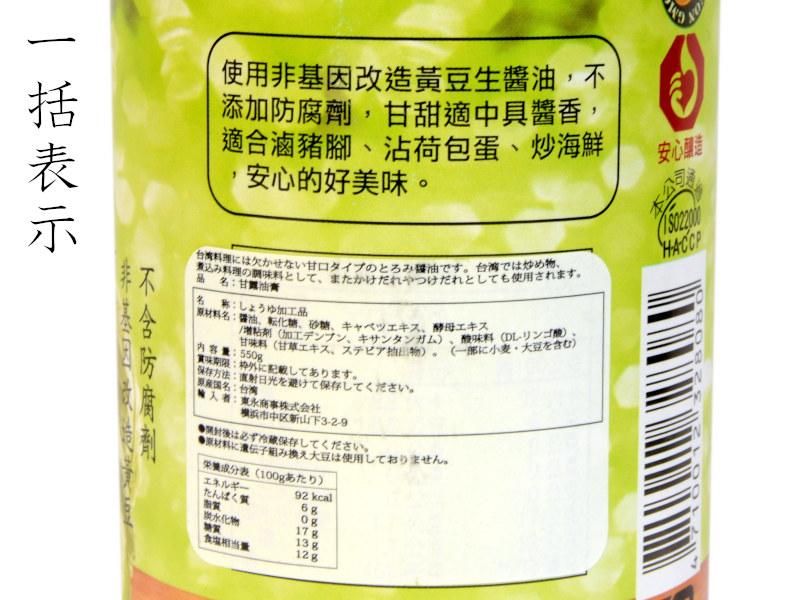 一括表示
使用非基因改造黃豆生醬油，不
添加防腐劑，甘甜適中具醬香，
適合滷豬腳、沾荷包蛋、炒海鮮
，安心的好美味。
安心釀造
本公司通過
ISO22000
HACCP
不含防腐劑
非基因改造黃豆
台湾料理には欠かせない甘口タイプのとろみ醤油です。台湾では炒め物、
煮込み料理の調味料として、またかけだれやつけだれとしても使用されます。
品　名：甘露油膏
名　称：しょうゆ加工品
原材料名：醤油、転化糖、砂糖、キャベツエキス、酵母エキス
/増粘剤（加工デンプン、キサンタンガム）、酸味料（DL-リンゴ酸）、
甘味料（甘草エキス、ステビア抽出物）。（一部に小麦・大豆を含む）
内容量：550g
賞味期限：枠外に記載してあります。
保存方法：直射日光を避けて保存してください。
原産国名：台湾
輸入者：東永商事株式会社
横浜市中区新山下3-2-9
●開封後は必ず冷蔵保存してください。
●原材料に遺伝子組み換え大豆は使用しておりません。
栄養成分表（100gあたり）
エネルギー 92 kcal
たんぱく質 6 g
脂質 0 g
炭水化物 17 g
糖質 13 g
食塩相当量 12 g
4710012328080